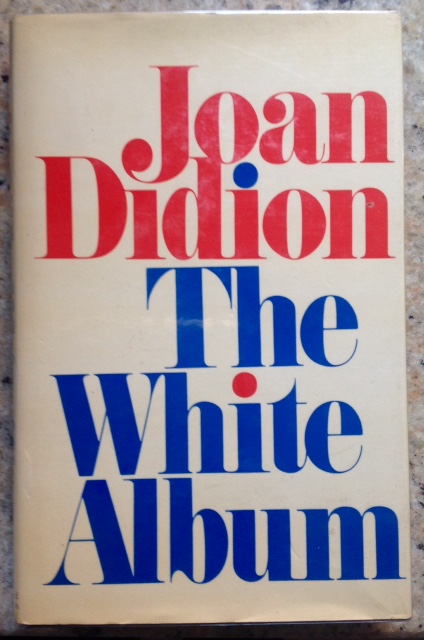 Joan
Didion
The
White
Album